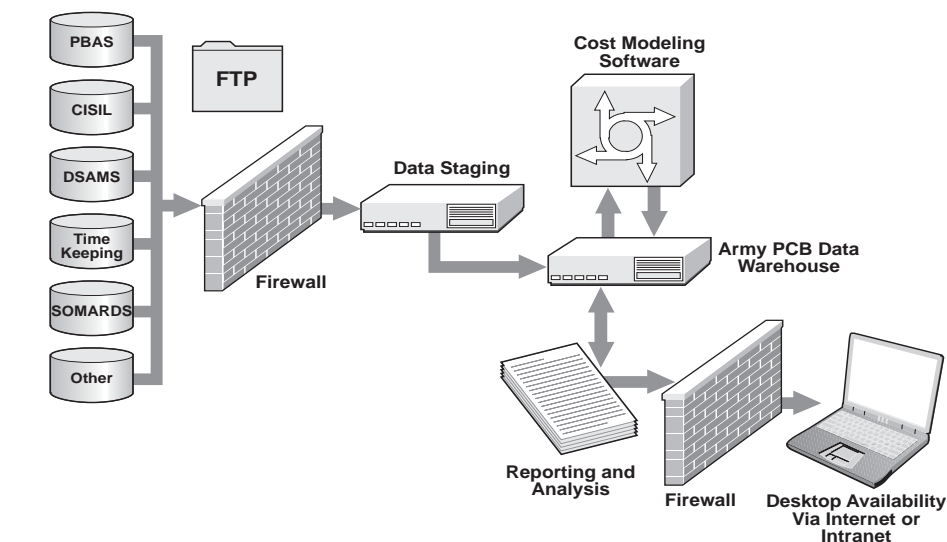 PBAS
CISIL
DSAMS
Time
Keeping
SOMARDS
Other
FTP
Firewall
Data Staging
Cost Modeling
Software
Army PCB Data
Warehouse
Reporting and
Analysis
Firewall
Desktop Availability
Via Internet or
Intranet